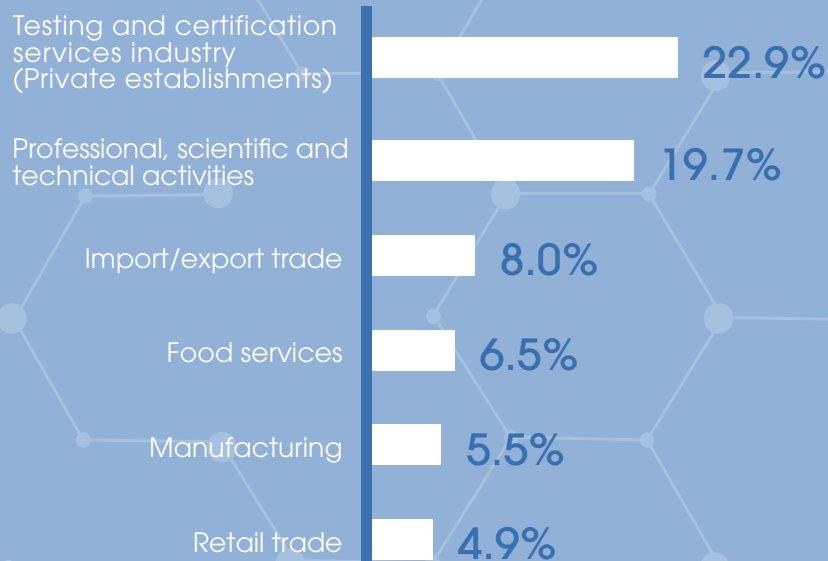 Testing and certification
services industry
(Private establishments)
22.9%
Professional, scientific and
technical activities
19.7%
Import/export trade
8.0%
Food services
6.5%
Manufacturing
5.5%
Retail trade
4.9%